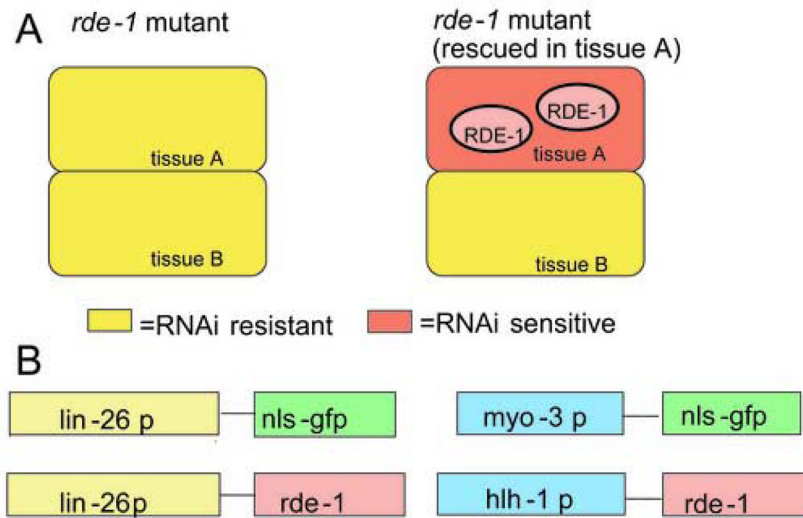 A
rde-1 mutant
rde-1 mutant
(rescued in tissue A)
tissue A
tissue B
RDE-1
RDE-1
tissue A
tissue B
=RNAi resistant
=RNAi sensitive
B
lin-26 p
nls-gfp
myo-3 p
nls-gfp
lin-26p
rde-1
hlh-1 p
rde-1